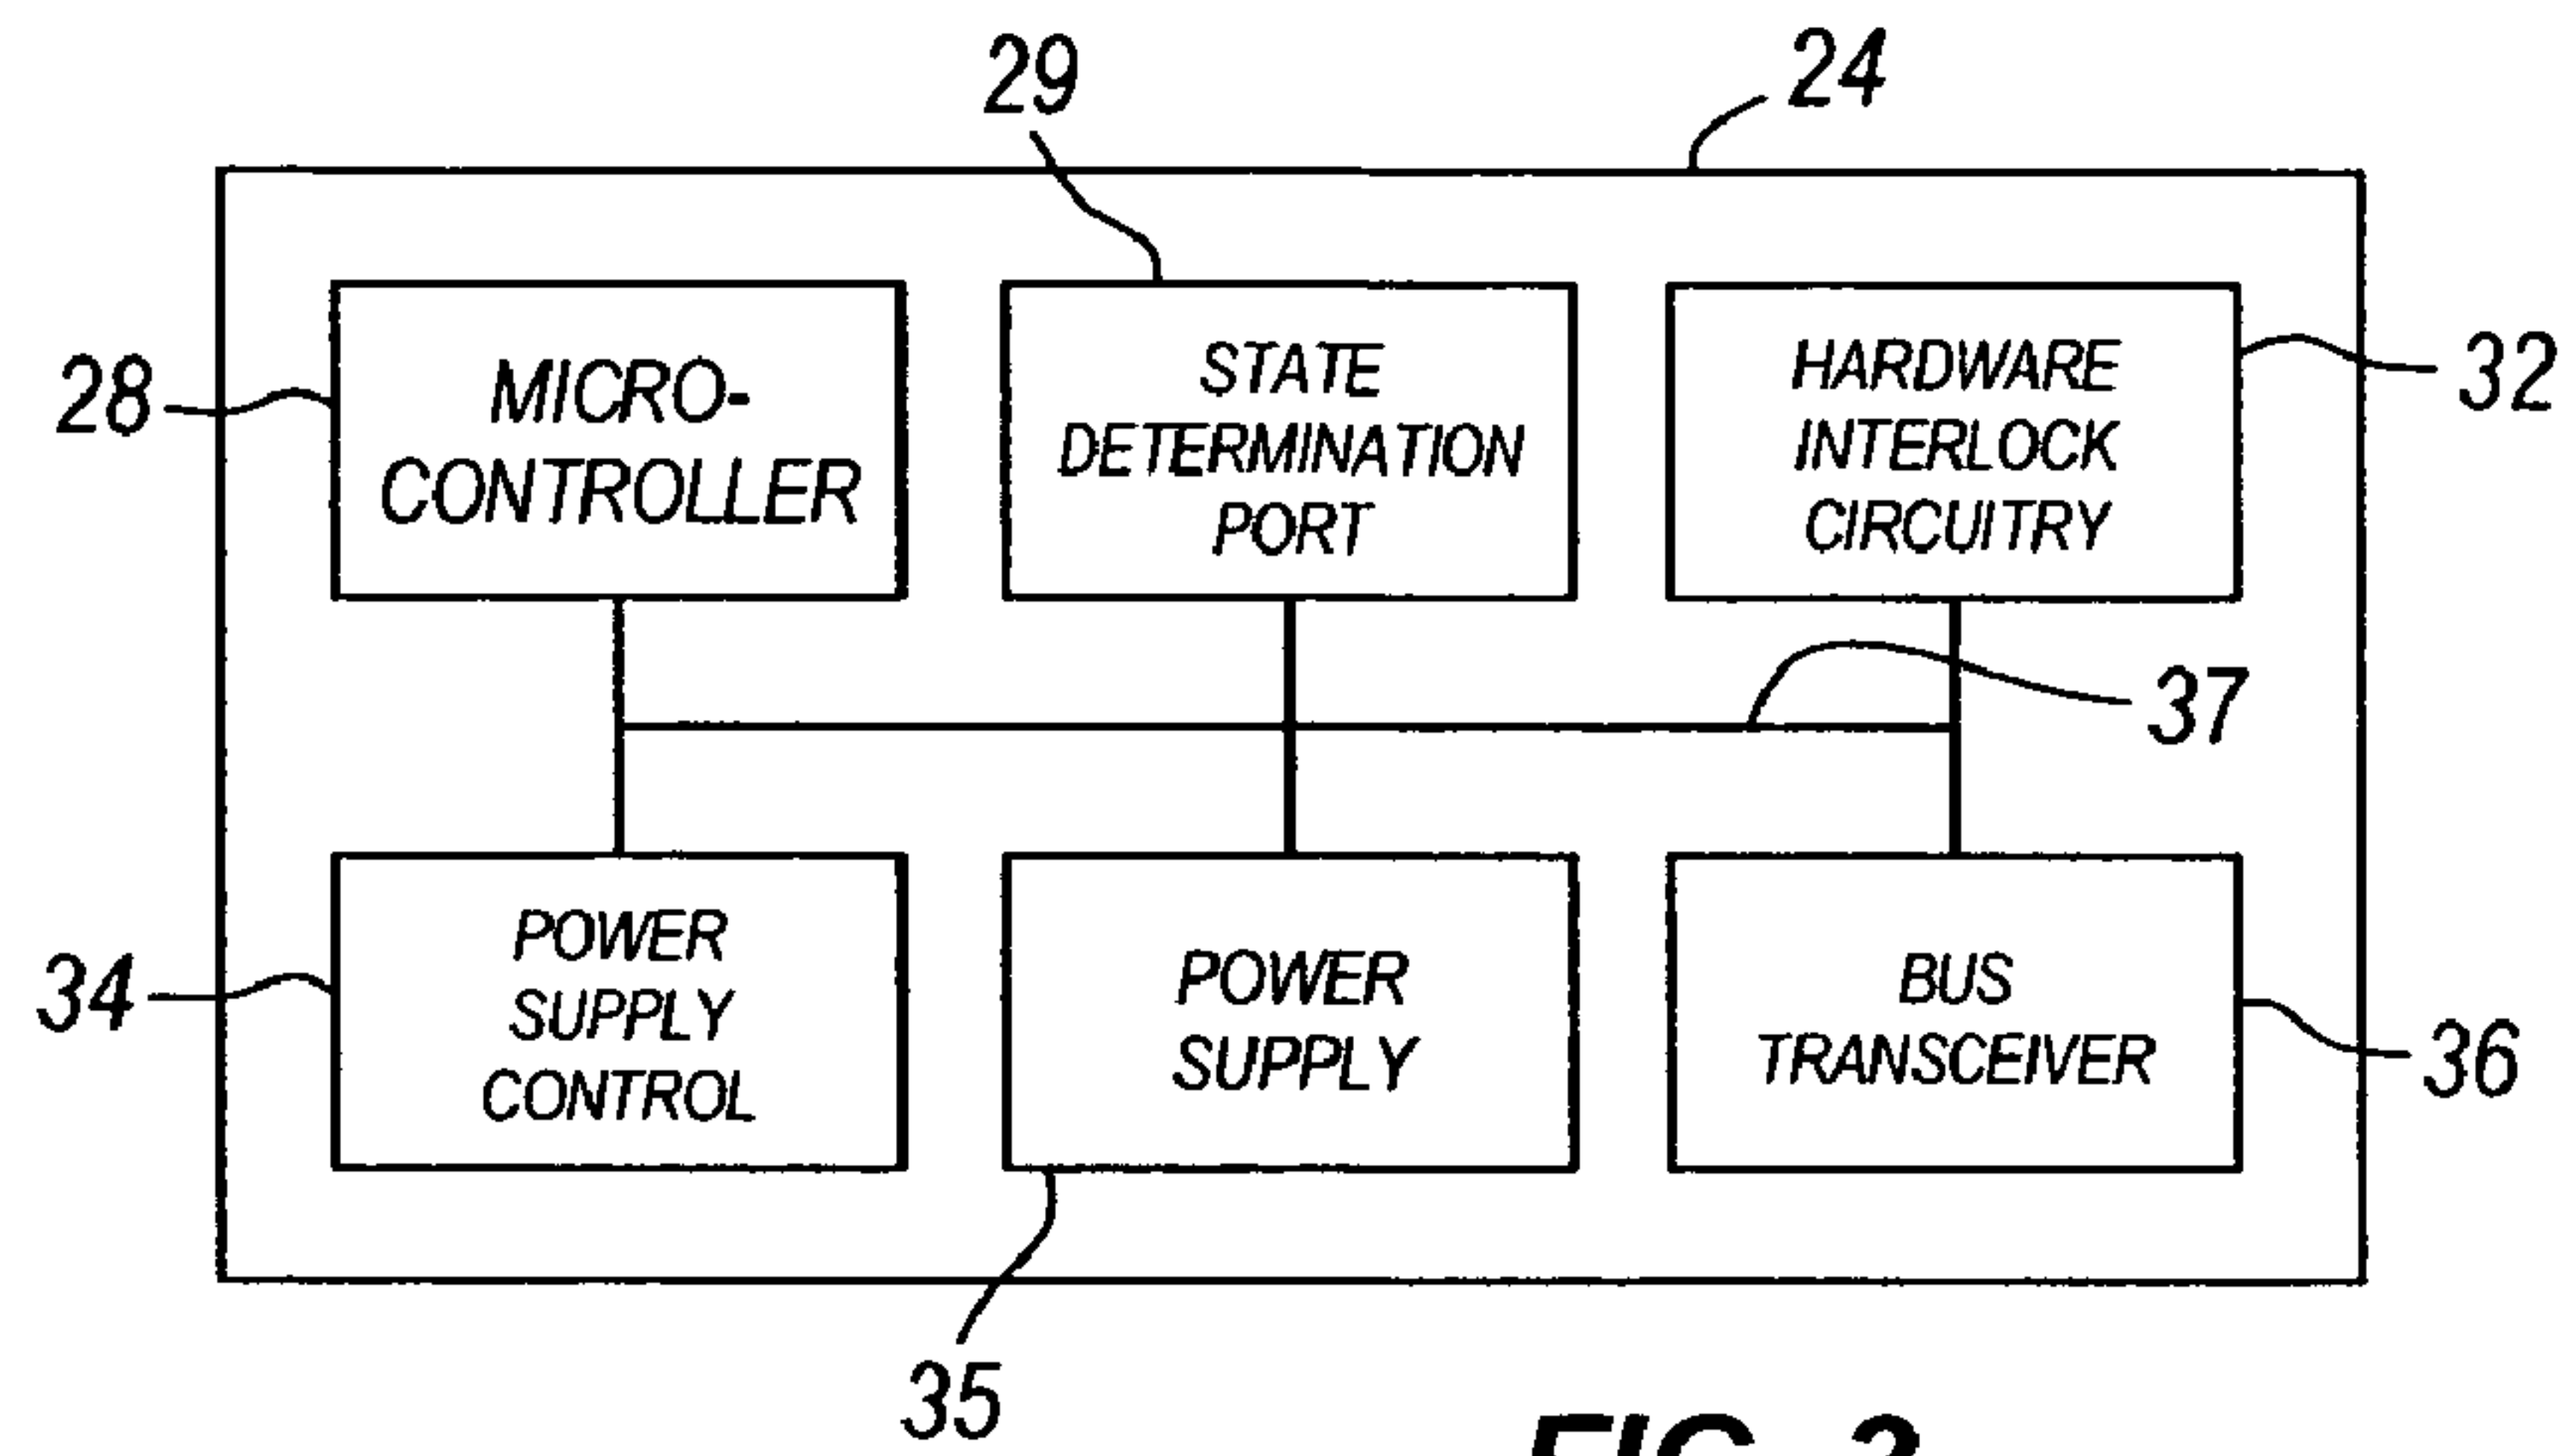 29
24
28
MICRO-
CONTROLLER
STATE
DETERMINATION
PORT
HARDWARE
INTERLOCK
CIRCUITRY
32
37
34
POWER
SUPPLY
CONTROL
POWER
SUPPLY
BUS
TRANSCEIVER
36
35